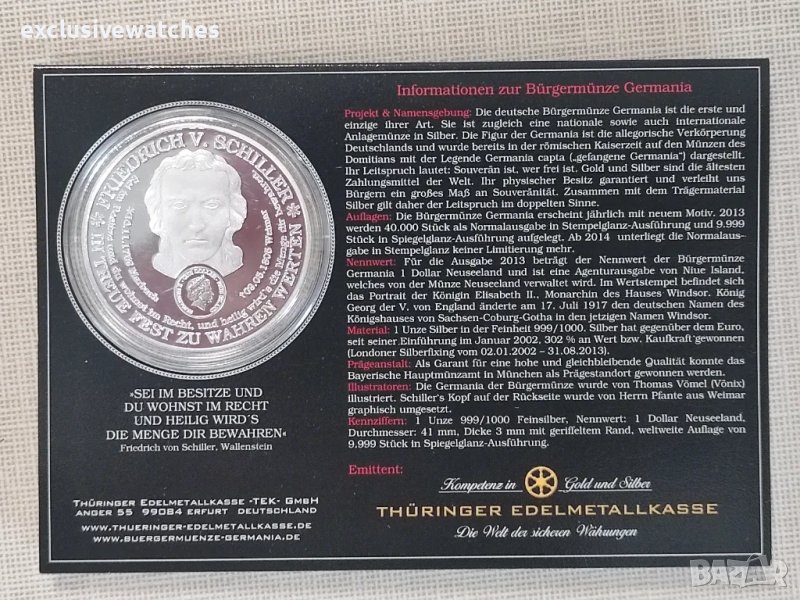 exclusivewatches
FRIEDRICH V. SCHILLER
IN TREUE FEST ZU WAHREN WERTEN
»SEI IM BESITZE UND
DU WOHNST IM RECHT
UND HEILIG WIRD´S
DIE MENGE DIR BEWAHREN«
Friedrich von Schiller, Wallenstein
THÜRINGER EDELMETALLKASSE -TEK- GMBH
ANGER 55 99084 ERFURT DEUTSCHLAND
WWW.THUERINGER-EDELMETALLKASSE.DE
WWW.BUERGERMUENZE-GERMANIA.DE
Informationen zur Bürgermünze Germania
Projekt & Namensgebung: Die deutsche Bürgermünze Germania ist die erste und
einzige ihrer Art. Sie ist zugleich eine nationale sowie auch internationale
Anlagemünze in Silber. Die Figur der Germania ist die allegorische Verkörperung
Deutschlands und wurde bereits in der römischen Kaiserzeit auf den Münzen des
Domitians mit der Legende Germania capta („gefangene Germania“) dargestellt.
Ihr Leitspruch lautet: Souverän ist, wer frei ist. Gold und Silber sind die ältesten
Zahlungsmittel der Welt. Ihr physischer Besitz garantiert und verleiht uns
Bürgern ein großes Maß an Souveränität. Zusammen mit dem Trägermaterial
Silber gilt daher der Leitspruch im doppelten Sinne.
Auflagen: Die Bürgermünze Germania erscheint jährlich mit neuem Motiv. 2013
werden 40.000 Stück als Normalausgabe in Stempelglanz-Ausführung und 9.999
Stück in Spiegelglanz-Ausführung aufgelegt. Ab 2014 unterliegt die Normalausgabe
in Stempelglanz keiner Limitierung mehr.
Nennwert: Für die Ausgabe 2013 beträgt der Nennwert der Bürgermünze
Germania 1 Dollar Neuseeland und ist eine Agenturausgabe von Niue Island,
welches von der Münze Neuseeland verwaltet wird. Im Wertstempel befindet sich
das Portrait der Königin Elisabeth II., Monarchin des Hauses Windsor. König
Georg der V. von England änderte am 17. Juli 1917 den deutschen Namen des
Königshauses von Sachsen-Coburg-Gotha in den jetzigen Namen Windsor.
Material: 1 Unze Silber in der Feinheit 999/1000. Silber hat gegenüber dem Euro,
seit seiner Einführung im Januar 2002, 302 % an Wert bzw. Kaufkraft gewonnen
(Londoner Silberfixing vom 02.01.2002 – 31.08.2013).
Prägeanstalt: Als Garant für eine hohe und gleichbleibende Qualität konnte das
Bayerische Hauptmünzamt in München als Prägestandort gewonnen werden.
Illustratoren: Die Germania der Bürgermünze wurde von Thomas Vömel (Vönix)
illustriert. Schiller's Kopf auf der Rückseite wurde von Herrn Pfante aus Weimar
graphisch umgesetzt.
Kennziffern: 1 Unze 999/1000 Feinsilber, Nennwert: 1 Dollar Neuseeland,
Durchmesser: 41 mm, Dicke 3 mm mit geriffeltem Rand, weltweite Auflage von
9.999 Stück in Spiegelglanz-Ausführung.
Emittent:
Kompetenz in Gold und Silber
THÜRINGER EDELMETALLKASSE
Die Welt der sicheren Währungen
BAZAR